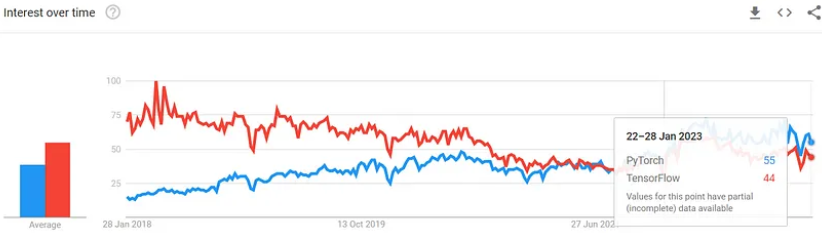 Interest over time
100
75
50
25
Average
28 Jan 2018
13 Oct 2019
27 Jun 202
22–28 Jan 2023
PyTorch 55
TensorFlow 44
Values for this point have partial
(incomplete) data available